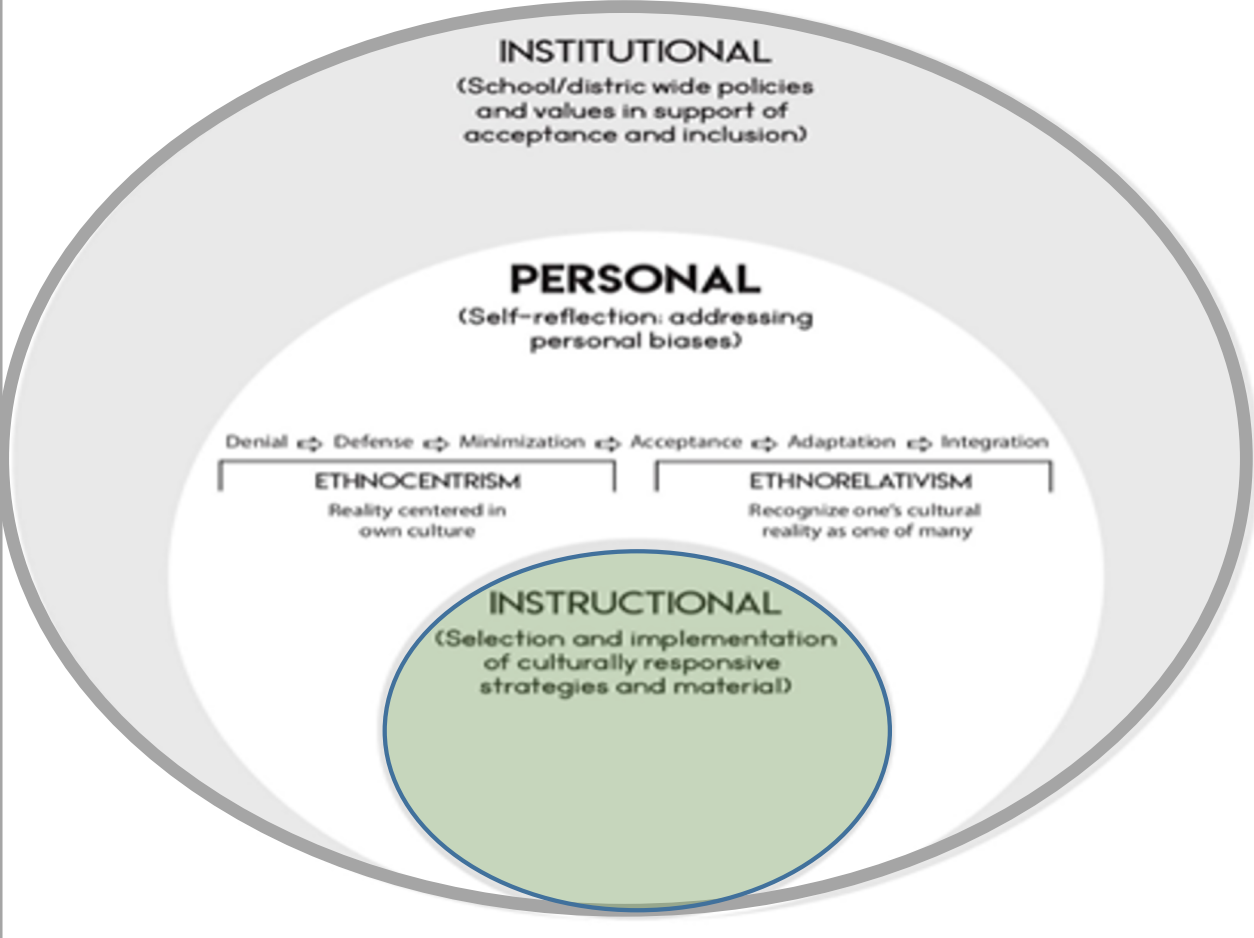 INSTITUTIONAL
(School/distric wide policies
and values in support of
acceptance and inclusion)
PERSONAL
(Self-reflection: addressing
personal biases)
Denial ⇨ Defense ⇨ Minimization ⇨ Acceptance ⇨ Adaptation ⇨ Integration
ETHNOCENTRISM
Reality centered in
own culture
ETHNORELATIVISM
Recognize one's cultural
reality as one of many
INSTRUCTIONAL
(Selection and implementation
of culturally responsive
strategies and material)